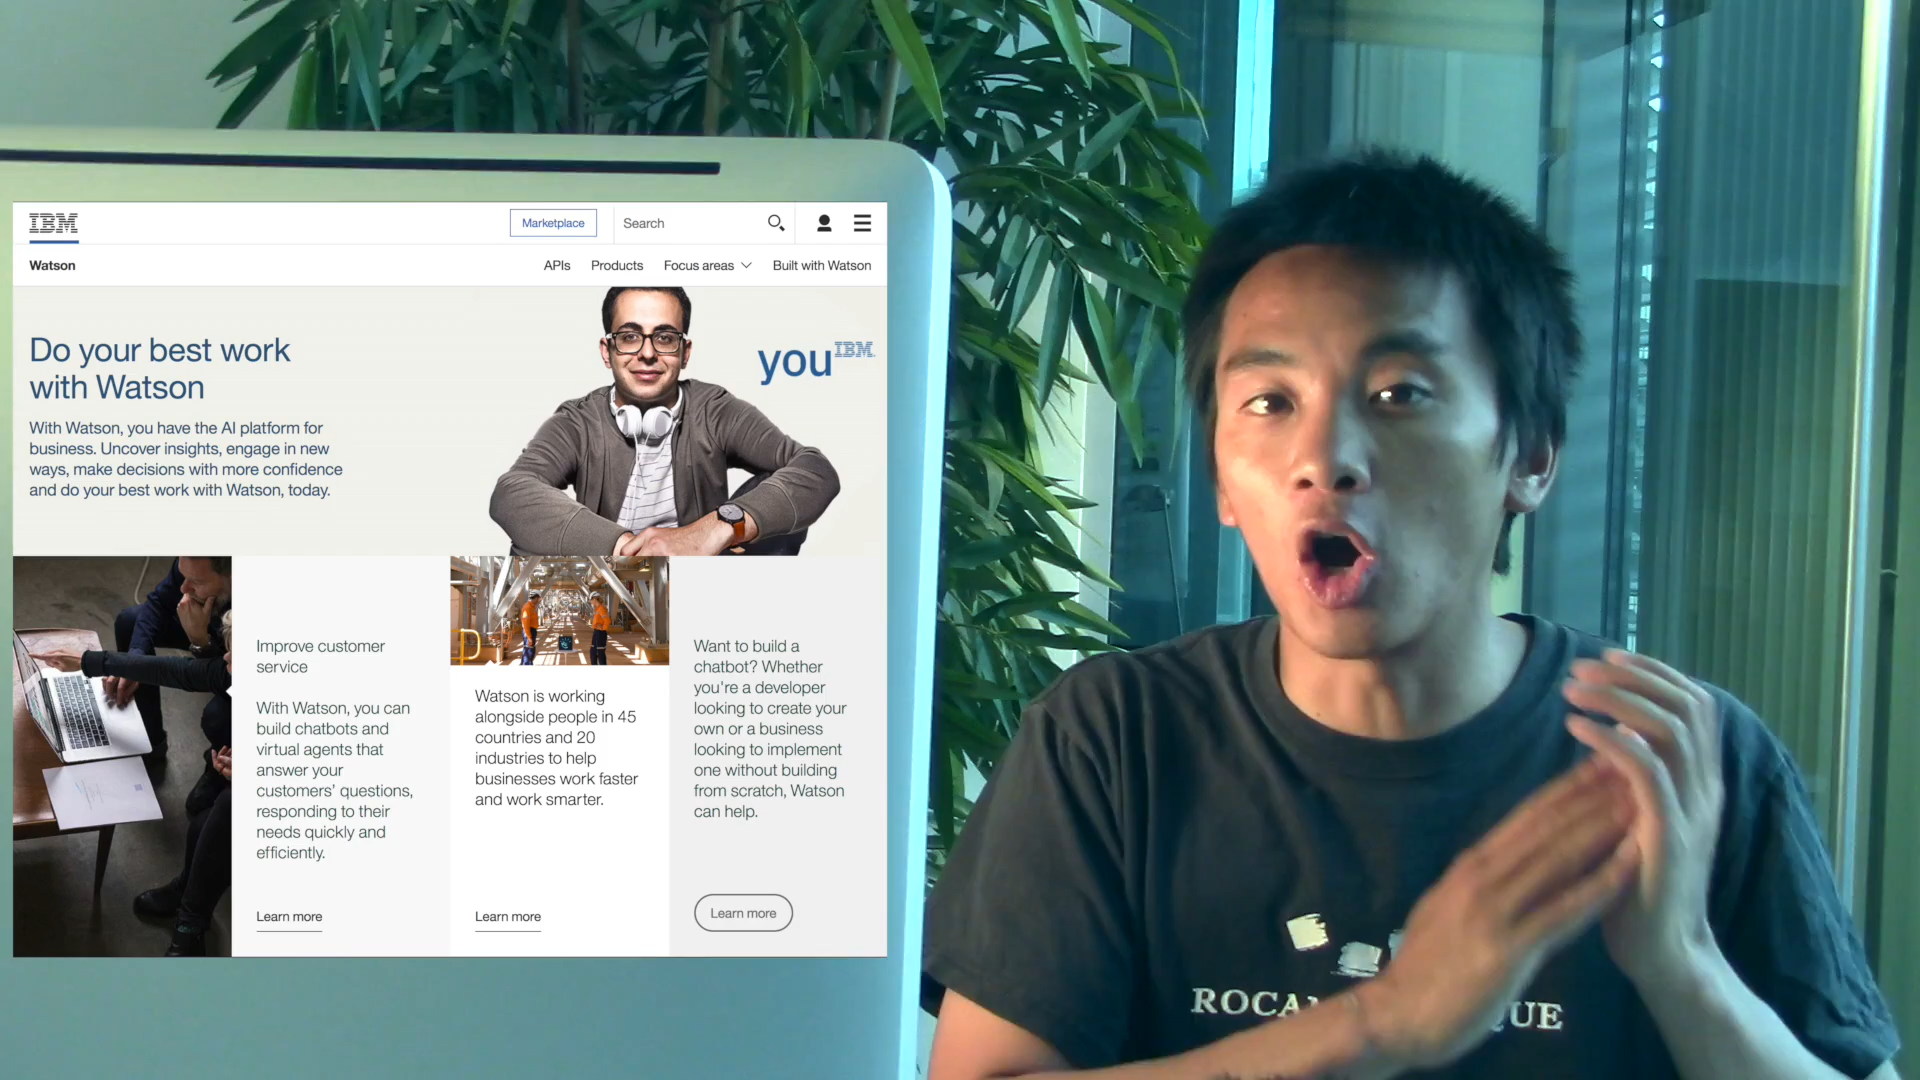 IBM
Marketplace
Search
Watson
APIs
Products
Focus areas
Built with Watson
Do your best work
with Watson
you IBM
With Watson, you have the AI platform for
business. Uncover insights, engage in new
ways, make decisions with more confidence
and do your best work with Watson, today.
Improve customer
service
With Watson, you can
build chatbots and
virtual agents that
answer your
customers' questions,
responding to their
needs quickly and
efficiently.
Learn more
Watson is working
alongside people in 45
countries and 20
industries to help
businesses work faster
and work smarter.
Learn more
Want to build a
chatbot? Whether
you're a developer
looking to create your
own or a business
looking to implement
one without building
from scratch, Watson
can help.
Learn more